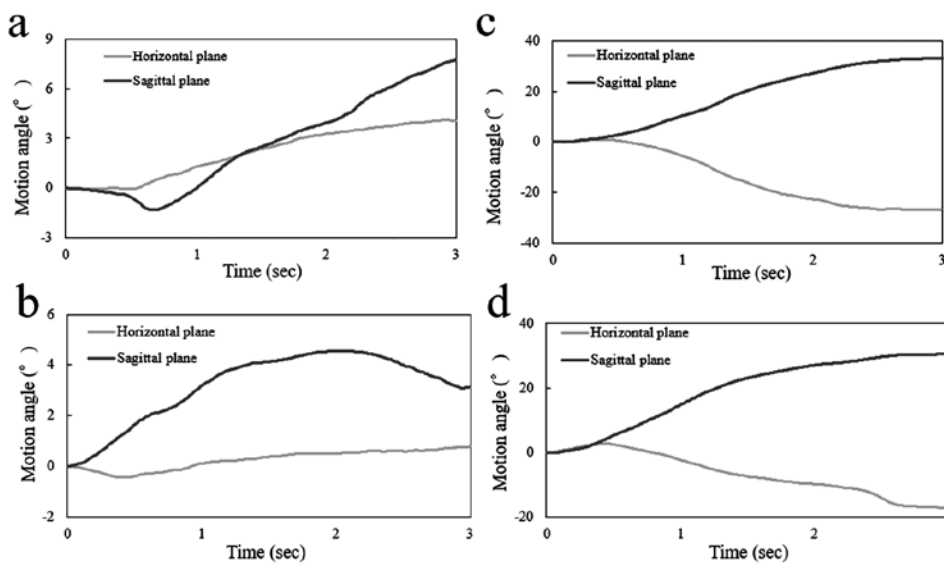 a
9
6
3
0
-3
Motion angle (°)
Horizontal plane
Sagittal plane
0
1
2
3
Time (sec)
c
40
20
0
-20
-40
Motion angle (°)
Horizontal plane
Sagittal plane
0
1
2
3
Time (sec)
b
6
4
2
0
-2
Motion angle (°)
Horizontal plane
Sagittal plane
0
1
2
3
Time (sec)
d
40
20
0
-20
Motion angle (°)
Horizontal plane
Sagittal plane
0
1
2
Time (sec)